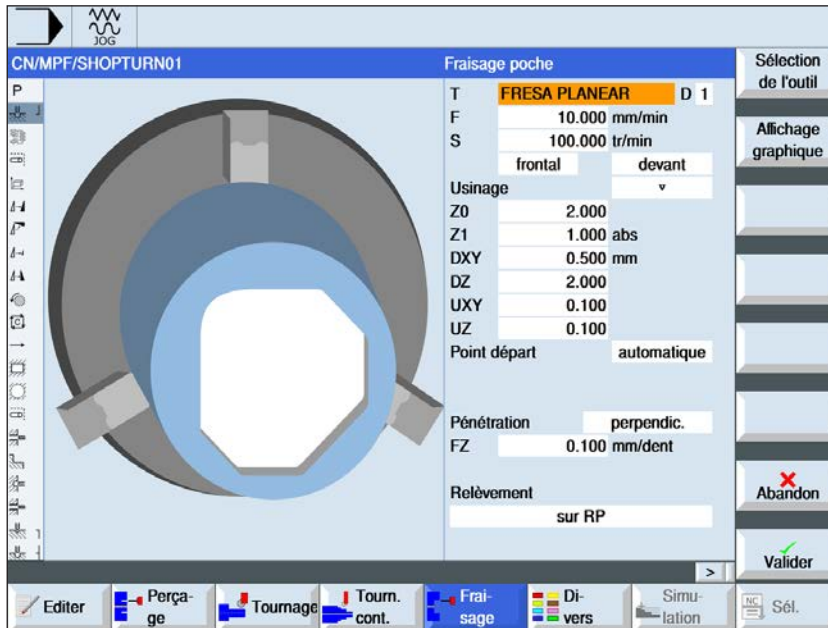 JOG
CN/MPF/SHOPTURN01
Fraisage poche
P
T FRESA PLANEAR D 1
F 10.000 mm/min
S 100.000 tr/min
frontal devant
Usinage
Z0 2.000
Z1 1.000 abs
DXY 0.500 mm
DZ 2.000
UXY 0.100
UZ 0.100
Point départ automatique
Pénétration perpendic.
FZ 0.100 mm/dent
Relèvement
sur RP
Sélection
de l'outil
Affichage
graphique
Abandon
Valider
>
Editer
Perça-
ge
Tournage
Tourn.
cont.
Frai-
sage
Di-
vers
Simu-
lation
NC
Sél.